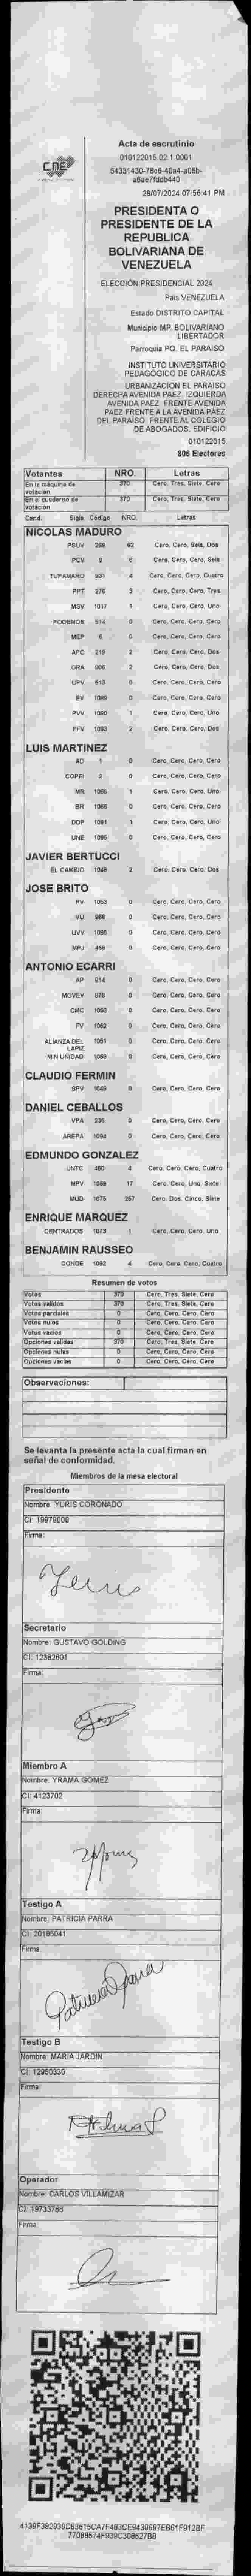 CNE
Acta de escrutinio
010122015.02.1.0001
54331430-78c6-40a4-a05b-
a6ae7fddb440
28/07/2024 07:56:41 PM
PRESIDENTA O
PRESIDENTE DE LA
REPUBLICA
BOLIVARIANA DE
VENEZUELA
ELECCIÓN PRESIDENCIAL 2024
Pais VENEZUELA
Estado DISTRITO CAPITAL
Municipio MP. BOLIVARIANO
LIBERTADOR
Parroquia PQ. EL PARAISO
INSTITUTO UNIVERSITARIO
PEDAGÓGICO DE CARACAS
URBANIZACIÓN EL PARAISO
DERECHA AVENIDA PAEZ. IZQUIERDA
AVENIDA PAEZ. FRENTE AVENIDA
PAEZ FRENTE A LA AVENIDA PÁEZ
DEL PARAISO. FRENTE AL COLEGIO
DE ABOGADOS. EDIFICIO
010122015
806 Electores
Votantes NRO. Letras
En la máquina de votación 370 Cero, Tres, Siete, Cero
En el cuaderno de votación 370 Cero, Tres, Siete, Cero
Cand. Sigla Código NRO. Letras
NICOLAS MADURO
PSUV 268 62 Cero, Cero, Seis, Dos
PCV 3 6 Cero, Cero, Cero, Seis
TUPAMARO 931 4 Cero, Cero, Cero, Cuatro
PPT 275 3 Cero, Cero, Cero, Tres
MSV 1017 1 Cero, Cero, Cero, Uno
PODEMOS 514 0 Cero, Cero, Cero, Cero
MEP 6 0 Cero, Cero, Cero, Cero
APC 219 2 Cero, Cero, Cero, Dos
ORA 906 2 Cero, Cero, Cero, Dos
UPV 613 0 Cero, Cero, Cero, Cero
EV 1089 0 Cero, Cero, Cero, Cero
PVV 1090 1 Cero, Cero, Cero, Uno
PFV 1093 2 Cero, Cero, Cero, Dos
LUIS MARTINEZ
AD 1 0 Cero, Cero, Cero, Cero
COPEI 2 0 Cero, Cero, Cero, Cero
MR 1 Cero, Cero, Cero, Uno
BR 0 Cero, Cero, Cero, Cero
DDP 1091 1 Cero, Cero, Cero, Uno
UNE 1095 0 Cero, Cero, Cero, Cero
JAVIER BERTUCCI
EL CAMBIO 1049 2 Cero, Cero, Cero, Dos
JOSE BRITO
PV 1053 0 Cero, Cero, Cero, Cero
VU 988 0 Cero, Cero, Cero, Cero
UVV 1096 0 Cero, Cero, Cero, Cero
MPJ 459 0 Cero, Cero, Cero, Cero
ANTONIO ECARRI
AP 814 0 Cero, Cero, Cero, Cero
MOVEV 878 0 Cero, Cero, Cero, Cero
CMC 1050 0 Cero, Cero, Cero, Cero
FV 1052 0 Cero, Cero, Cero, Cero
ALIANZA DEL LAPIZ 1051 0 Cero, Cero, Cero, Cero
MIN UNIDAD 1069 0 Cero, Cero, Cero, Cero
CLAUDIO FERMIN
SPV 1049 0 Cero, Cero, Cero, Cero
DANIEL CEBALLOS
VPA 236 0 Cero, Cero, Cero, Cero
AREPA 1094 0 Cero, Cero, Cero, Cero
EDMUNDO GONZALEZ
UNTC 460 4 Cero, Cero, Cero, Cuatro
MPV 17 Cero, Cero, Uno, Siete
MUD 1076 257 Cero, Dos, Cinco, Siete
ENRIQUE MARQUEZ
CENTRADOS 1073 1 Cero, Cero, Cero, Uno
BENJAMIN RAUSSEO
CONDE 1092 4 Cero, Cero, Cero, Cuatro
Resumen de votos
Votos 370 Cero, Tres, Siete, Cero
Votos validos 370 Cero, Tres, Siete, Cero
Votos parciales 0 Cero, Cero, Cero, Cero
Votos nulos 0 Cero, Cero, Cero, Cero
Votos vacíos 0 Cero, Cero, Cero, Cero
Opciones validas 370 Cero, Tres, Siete, Cero
Opciones nulas 0 Cero, Cero, Cero, Cero
Opciones vacías 0 Cero, Cero, Cero, Cero
Observaciones:
Se levanta la presente acta la cual firman en
señal de conformidad.
Miembros de la mesa electoral
Presidente
Nombre: YURIS CORONADO
CI: 19979009
Firma:
Secretario
Nombre: GUSTAVO GOLDING
CI: 12382601
Firma:
Miembro A
Nombre: YRAMA GOMEZ
CI: 4123702
Firma:
Testigo A
Nombre: PATRICIA PARRA
CI: 20185041
Firma:
Patricia Parra
Testigo B
Nombre: MARIA JARDIN
CI: 12950330
Firma:
Operador
Nombre: CARLOS VILLAMIZAR
CI: 19733786
Firma:
4139F382939DB3615CA7F483CE9430697EB61F912BF
77088574F939C308627B8